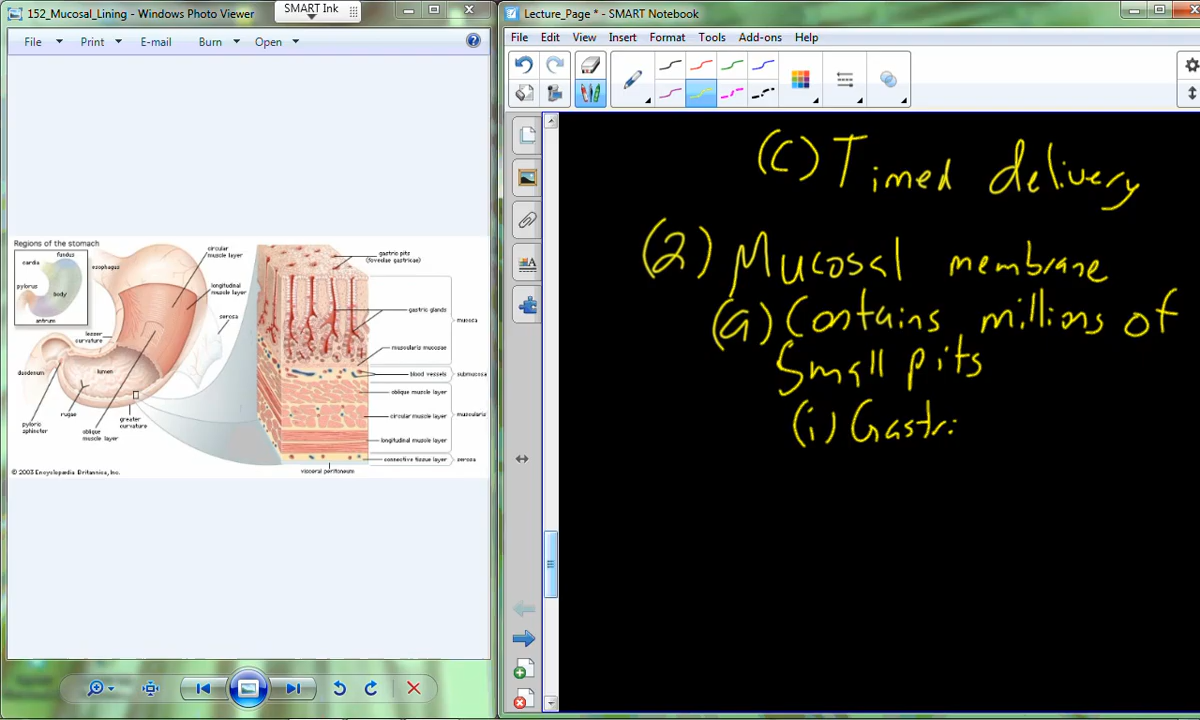 152_Mucosal_Lining - Windows Photo Viewer
SMART Ink
File Print E-mail Burn Open
Regions of the stomach
fundus
cardia
pylorus
body
antrum
esophagus
circular
muscle layer
longitudinal
muscle layer
serosa
lesser
curvature
lumen
duodenum
rugae
pyloric
sphincter
oblique
muscle layer
greater
curvature
gastric pits
(foveolae gastricae)
gastric glands
mucosa
muscularis mucosae
blood vessels
submucosa
oblique muscle layer
circular muscle layer
muscularis
longitudinal muscle layer
connective tissue layer
serosa
visceral peritoneum
© 2003 Encyclopædia Britannica, Inc.
Lecture_Page * - SMART Notebook
File Edit View Insert Format Tools Add-ons Help
(C) Timed delivery
(2) Mucosal membrane
(a) Contains millions of
Small pits
(i) Gastri